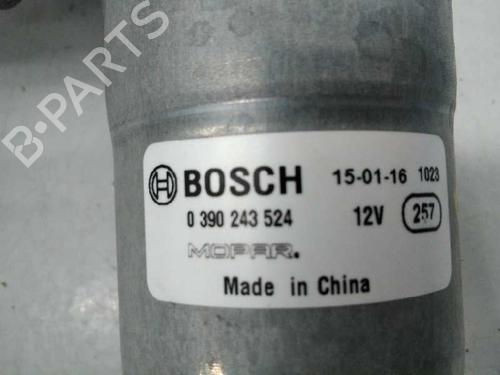 B-PARTS
BOSCH 15-01-16 1023
0 390 243 524 12V 257
MOPAR.
Made in China